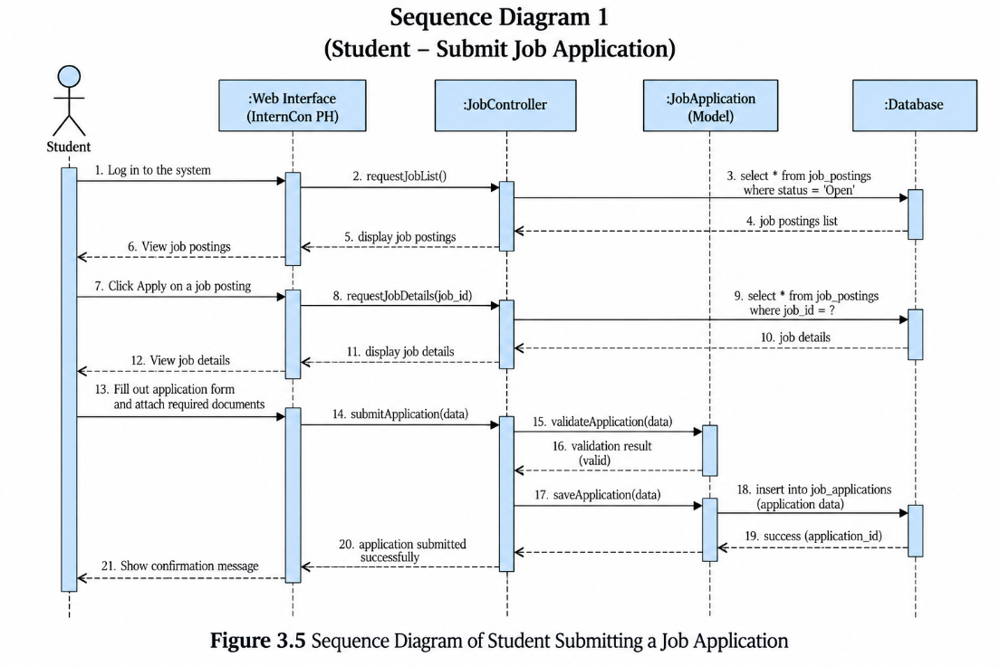 Sequence Diagram 1
(Student – Submit Job Application)
:Web Interface
(InternCon PH)
:JobController
:JobApplication
(Model)
:Database
Student
1. Log in to the system
2. requestJobList()
3. select * from job_postings
where status = 'Open'
4. job postings list
5. display job postings
6. View job postings
7. Click Apply on a job posting
8. requestJobDetails(job_id)
9. select * from job_postings
where job_id = ?
10. job details
11. display job details
12. View job details
13. Fill out application form
and attach required documents
14. submitApplication(data)
15. validateApplication(data)
16. validation result
(valid)
17. saveApplication(data)
18. insert into job_applications
(application data)
19. success (application_id)
20. application submitted
successfully
21. Show confirmation message
Figure 3.5 Sequence Diagram of Student Submitting a Job Application